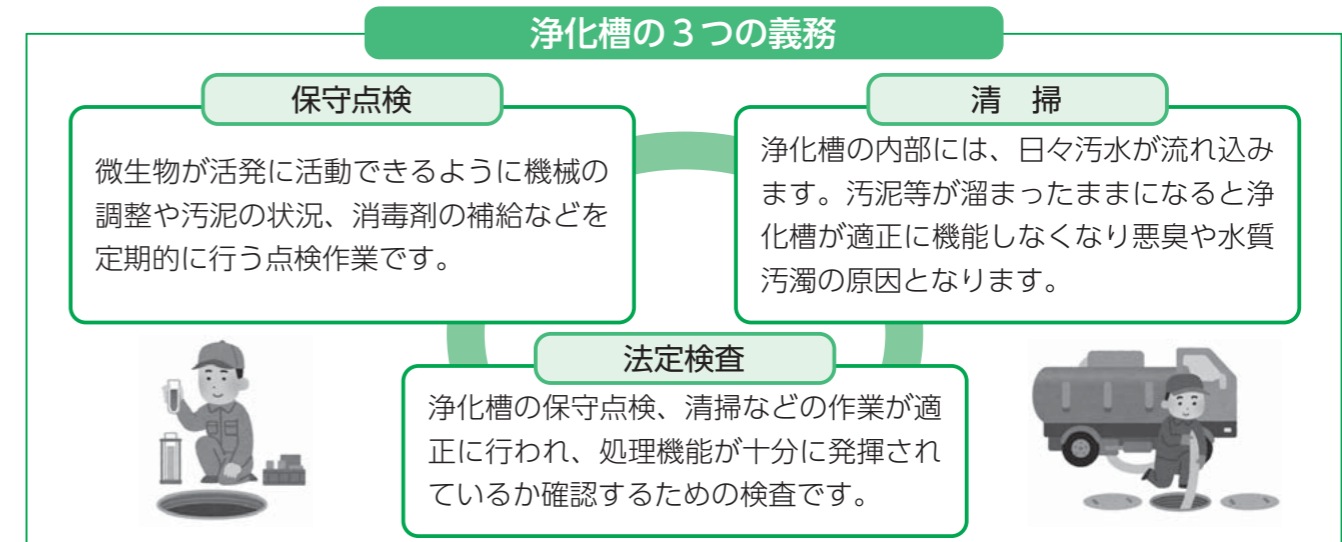 浄化槽の３つの義務
保守点検
微生物が活発に活動できるように機械の
調整や汚泥の状況、消毒剤の補給などを
定期的に行う点検作業です。
清　掃
浄化槽の内部には、日々汚水が流れ込み
ます。汚泥等が溜まったままになると浄
化槽が適正に機能しなくなり悪臭や水質
汚濁の原因となります。
法定検査
浄化槽の保守点検、清掃などの作業が適
正に行われ、処理機能が十分に発揮され
ているか確認するための検査です。